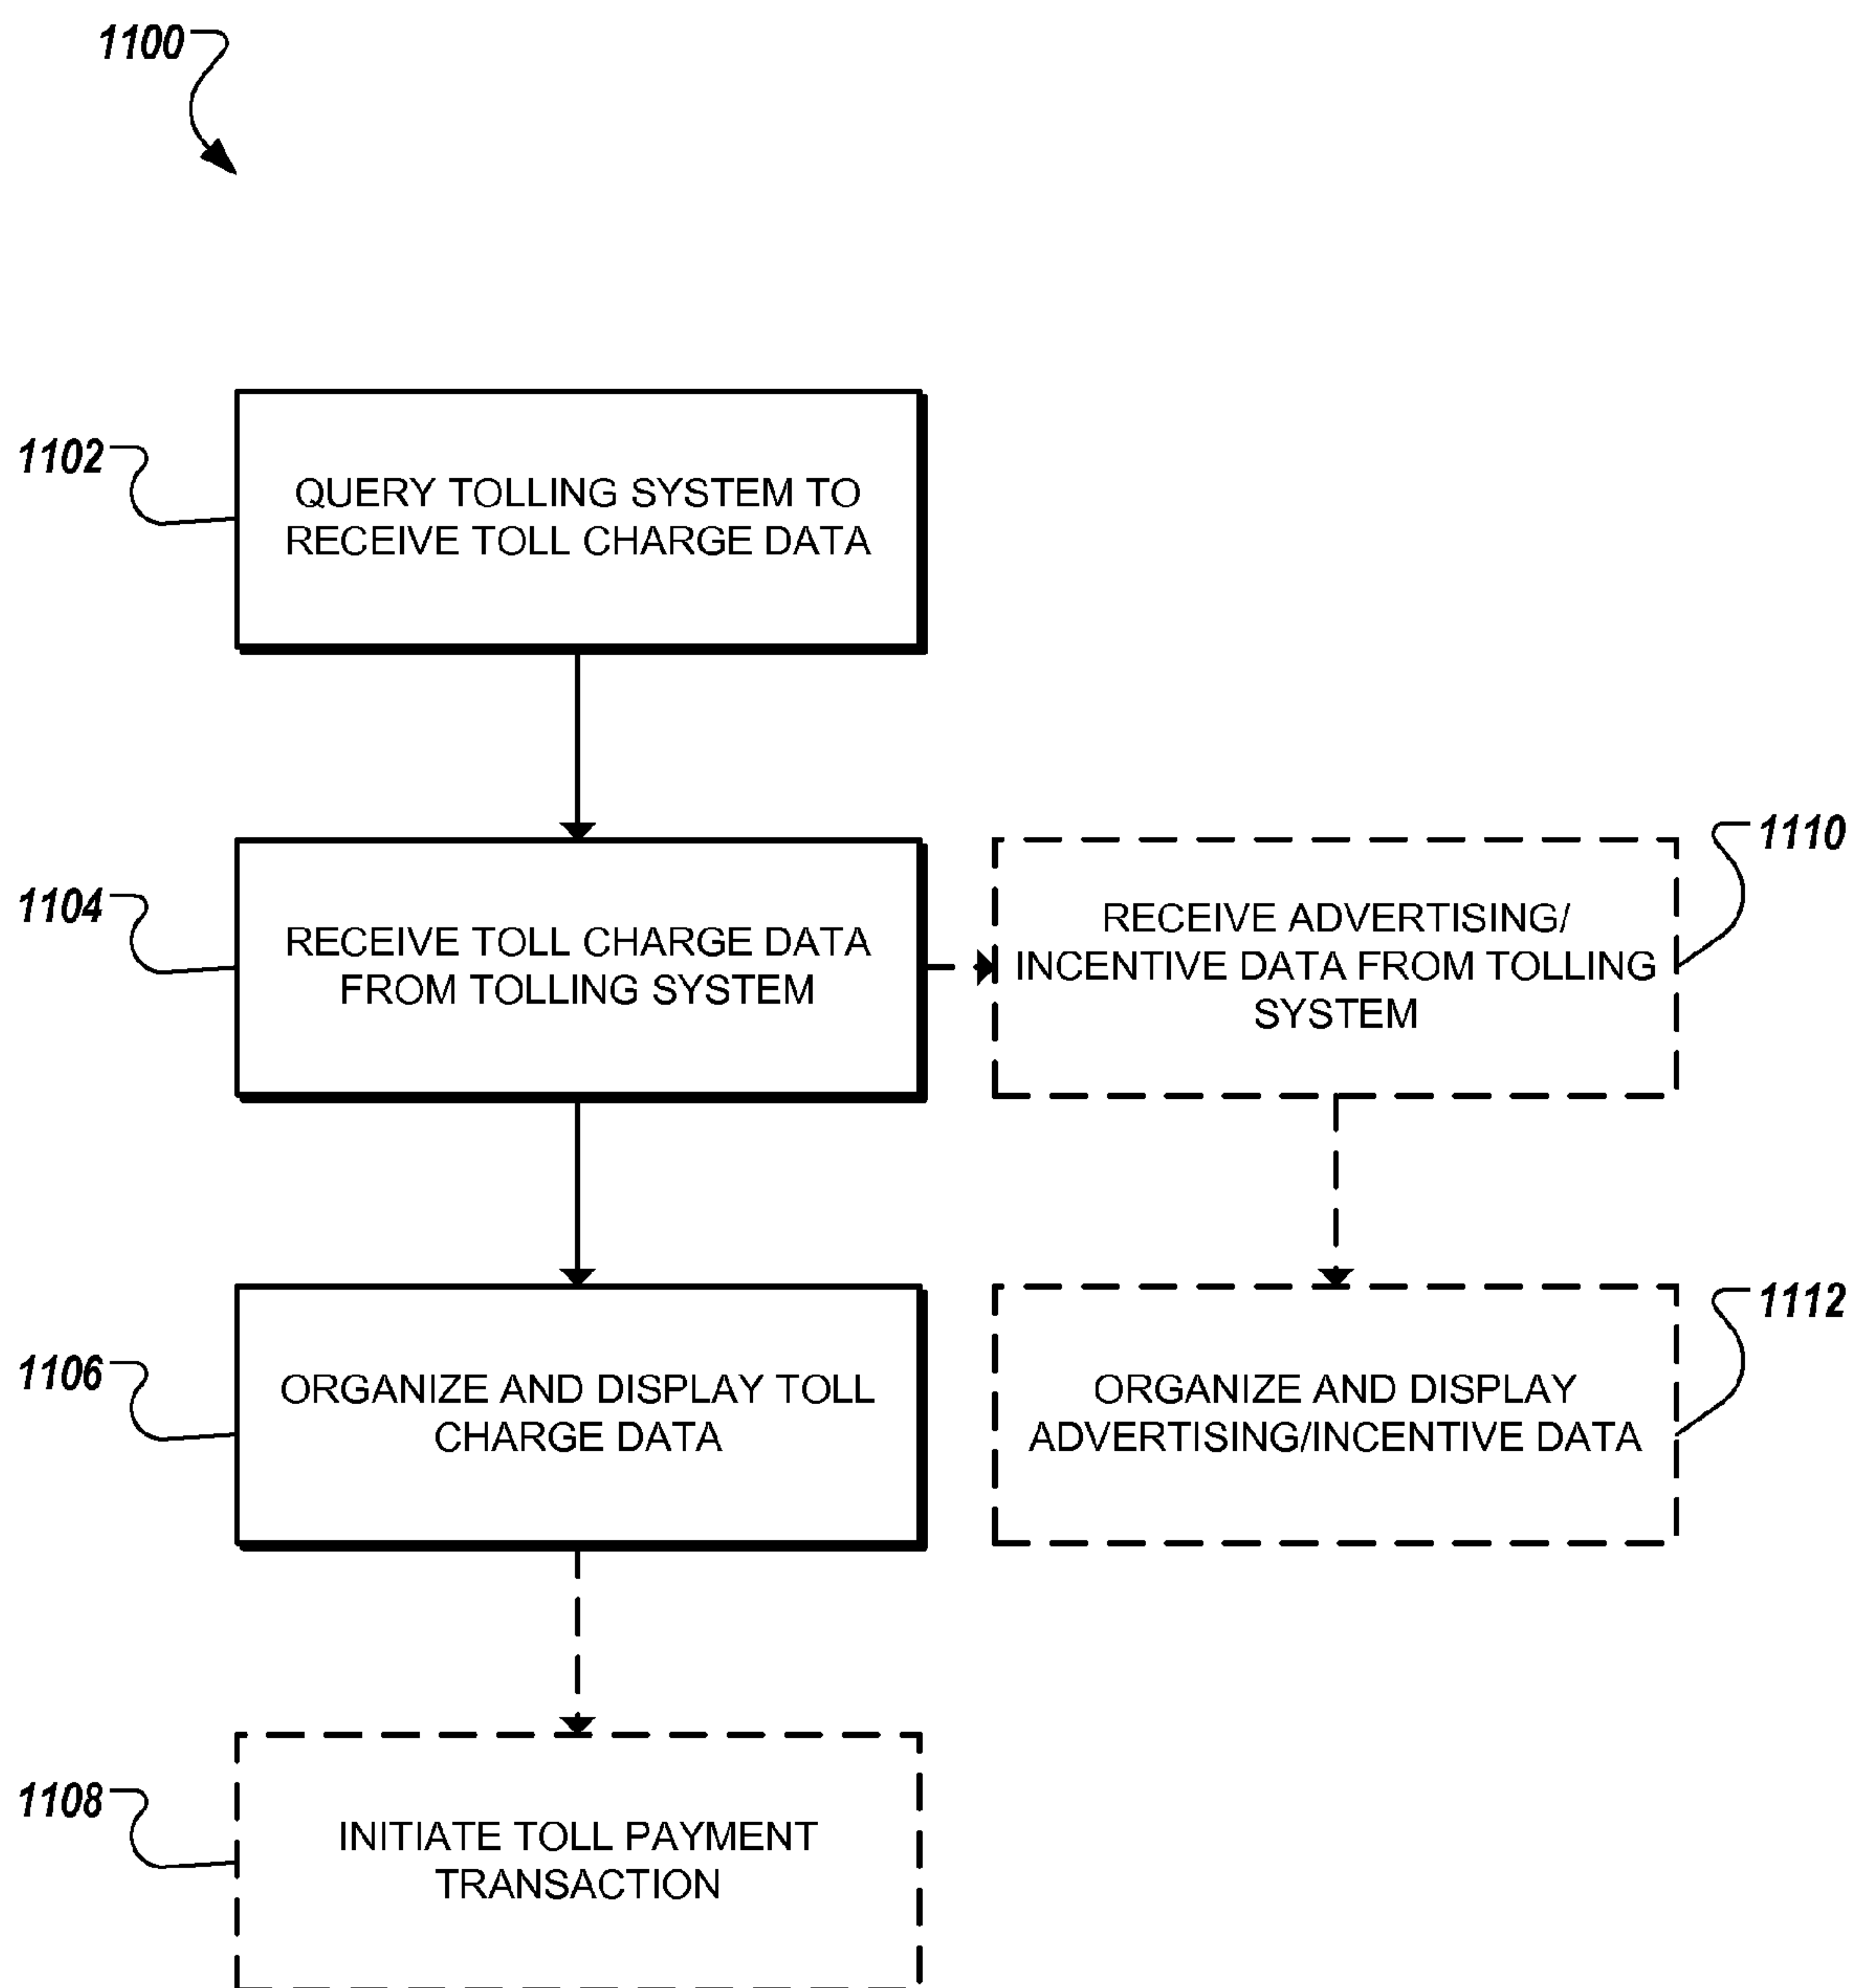 1100
1102
QUERY TOLLING SYSTEM TO
RECEIVE TOLL CHARGE DATA
1104
RECEIVE TOLL CHARGE DATA
FROM TOLLING SYSTEM
1110
RECEIVE ADVERTISING/
INCENTIVE DATA FROM TOLLING
SYSTEM
1106
ORGANIZE AND DISPLAY TOLL
CHARGE DATA
1112
ORGANIZE AND DISPLAY
ADVERTISING/INCENTIVE DATA
1108
INITIATE TOLL PAYMENT
TRANSACTION